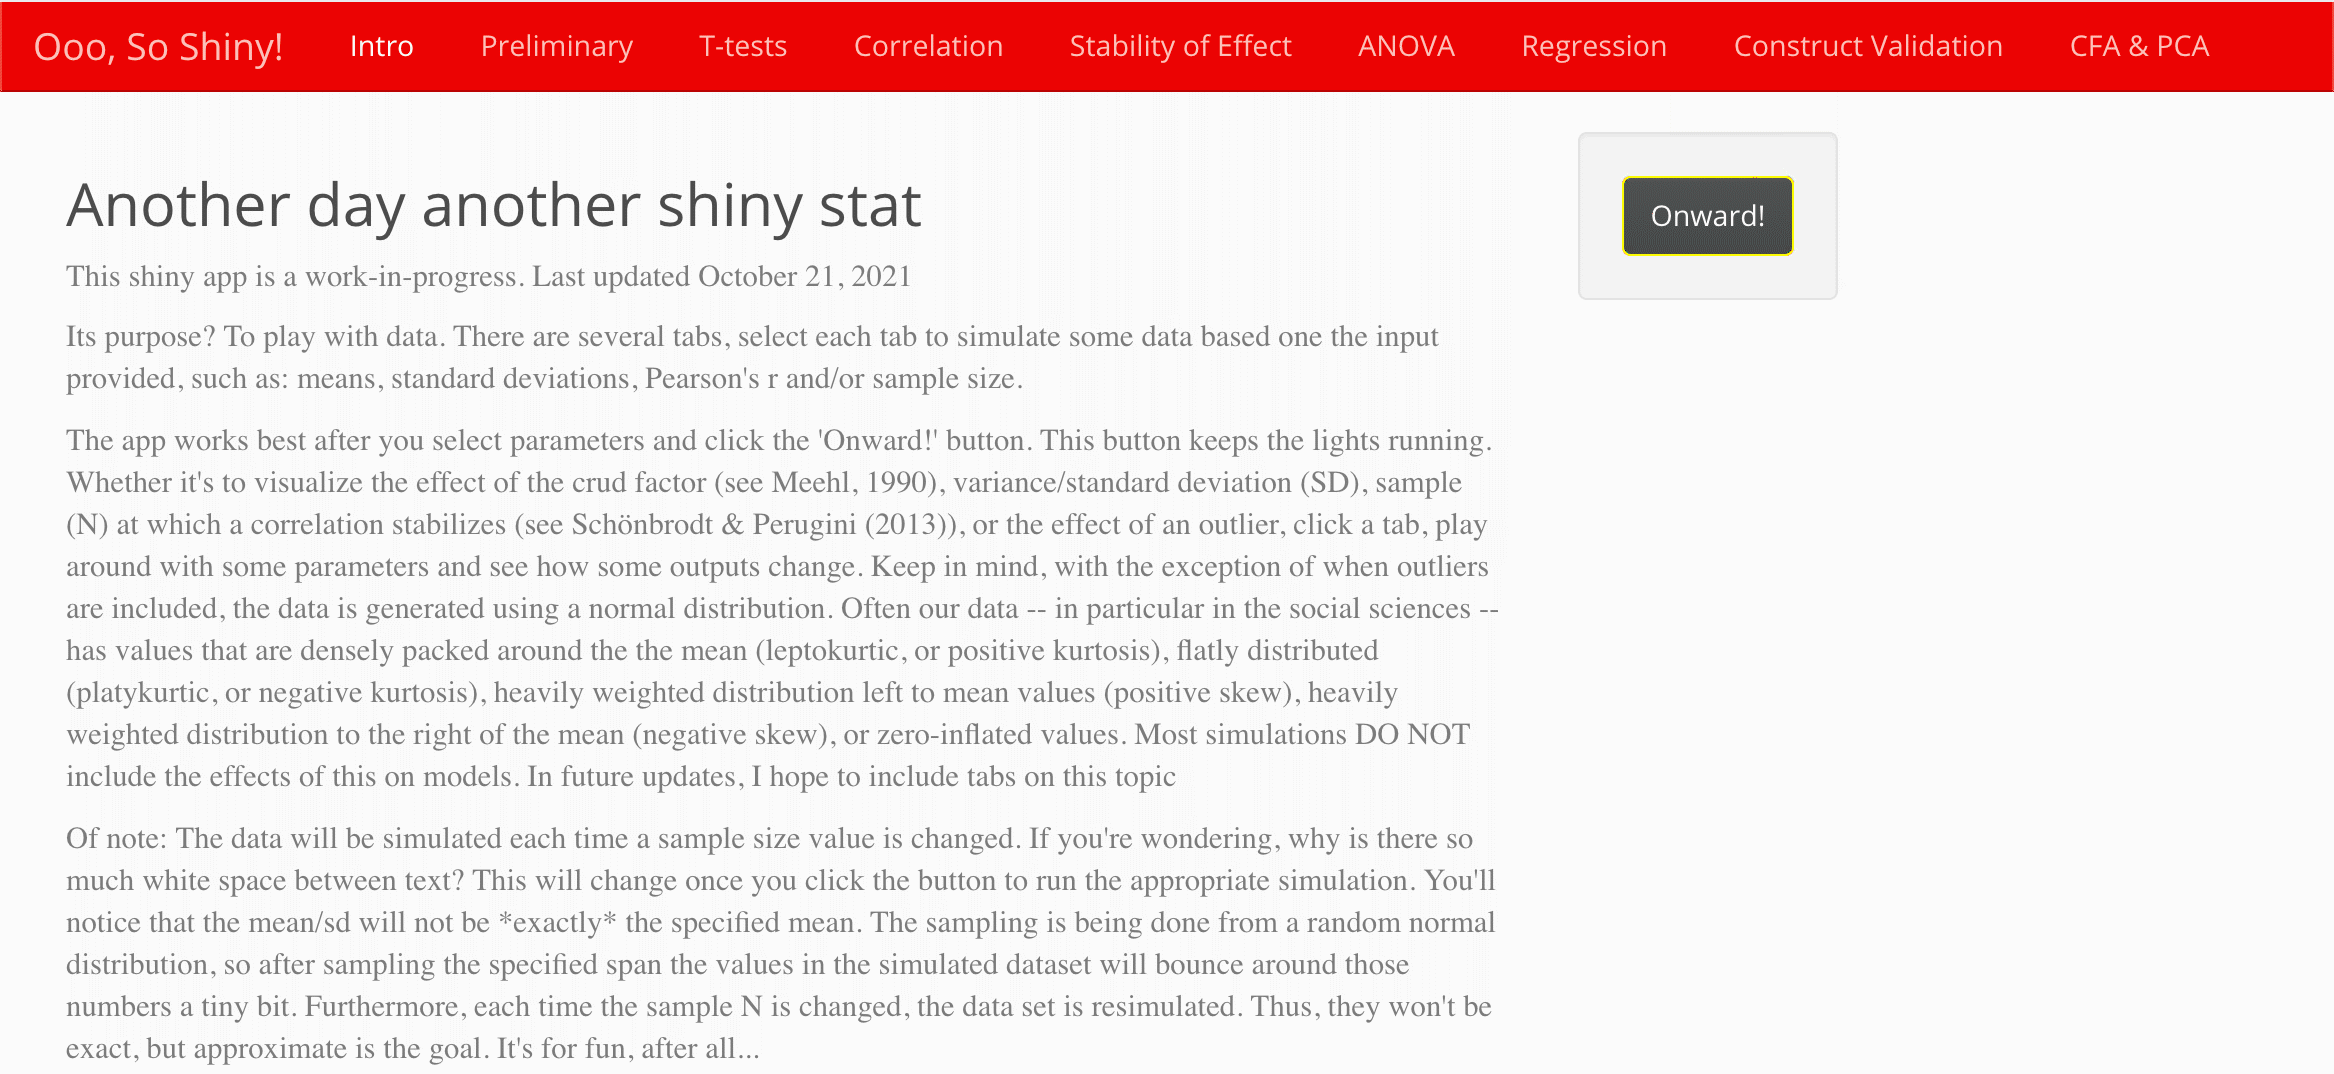 Ooo, So Shiny! Intro Preliminary T-tests Correlation Stability of Effect ANOVA Regression Construct Validation CFA & PCA
Another day another shiny stat
Onward!
This shiny app is a work-in-progress. Last updated October 21, 2021
Its purpose? To play with data. There are several tabs, select each tab to simulate some data based one the input
provided, such as: means, standard deviations, Pearson's r and/or sample size.
The app works best after you select parameters and click the 'Onward!' button. This button keeps the lights running.
Whether it's to visualize the effect of the crud factor (see Meehl, 1990), variance/standard deviation (SD), sample
(N) at which a correlation stabilizes (see Schönbrodt & Perugini (2013)), or the effect of an outlier, click a tab, play
around with some parameters and see how some outputs change. Keep in mind, with the exception of when outliers
are included, the data is generated using a normal distribution. Often our data -- in particular in the social sciences --
has values that are densely packed around the the mean (leptokurtic, or positive kurtosis), flatly distributed
(platykurtic, or negative kurtosis), heavily weighted distribution left to mean values (positive skew), heavily
weighted distribution to the right of the mean (negative skew), or zero-inflated values. Most simulations DO NOT
include the effects of this on models. In future updates, I hope to include tabs on this topic
Of note: The data will be simulated each time a sample size value is changed. If you're wondering, why is there so
much white space between text? This will change once you click the button to run the appropriate simulation. You'll
notice that the mean/sd will not be *exactly* the specified mean. The sampling is being done from a random normal
distribution, so after sampling the specified span the values in the simulated dataset will bounce around those
numbers a tiny bit. Furthermore, each time the sample N is changed, the data set is resimulated. Thus, they won't be
exact, but approximate is the goal. It's for fun, after all...